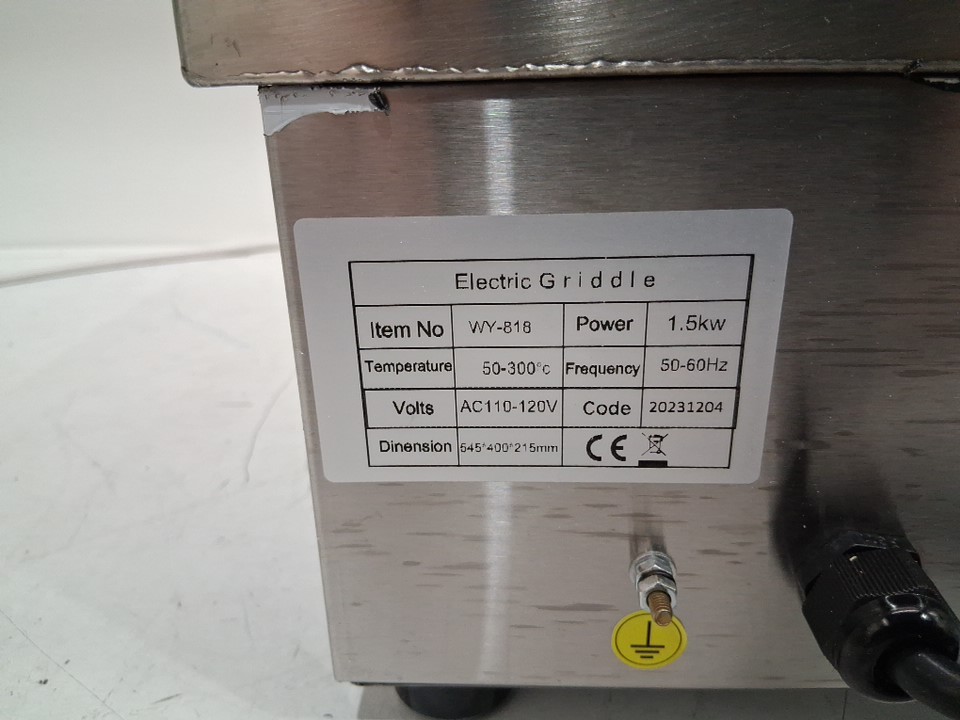 Electric Griddle
Item No WY-818 Power 1.5kw
Temperature 50-300°c Frequency 50-60Hz
Volts AC110-120V Code 20231204
Dinension 545*400*215mm CE